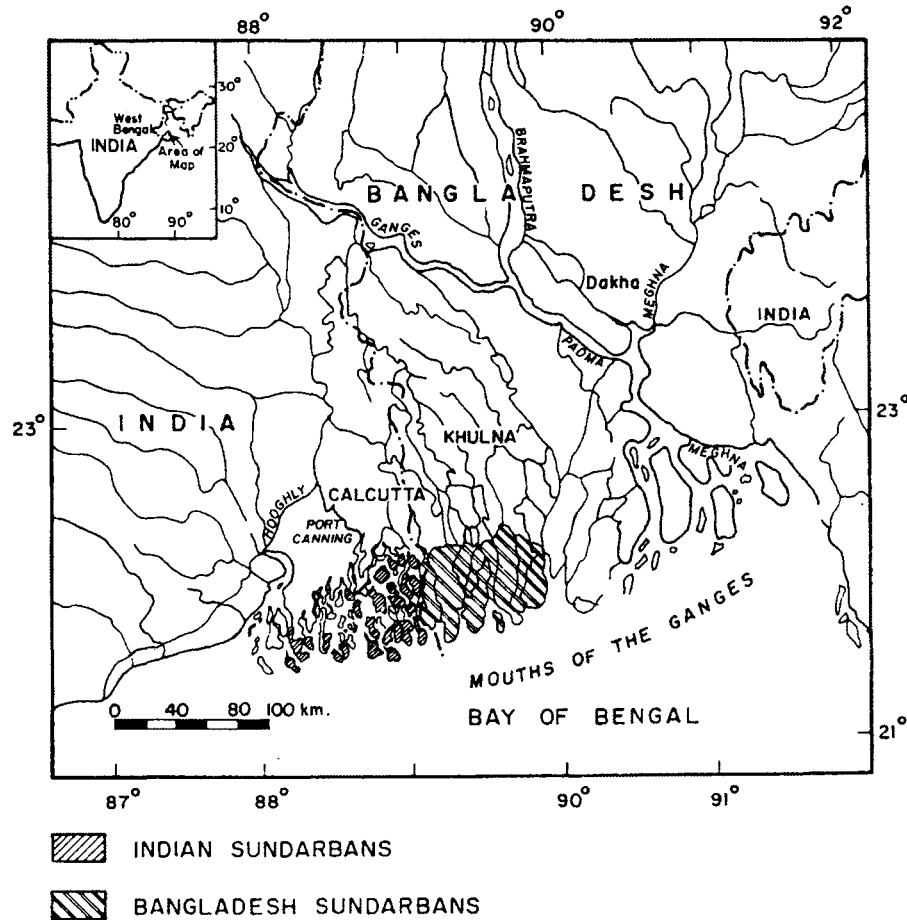 88° 90° 92°
30°
West
Bengal
INDIA
20°
Area of
Map
10°
80° 90°
BANGLA DESH
BRAHMAPUTRA
GANGES
Dakha
MEGHNA
INDIA
PADMA
23° 23°
INDIA
KHULNA
MEGHNA
CALCUTTA
HOOGHLY
PORT
CANNING
MOUTHS OF THE GANGES
BAY OF BENGAL
0 40 80 100 km.
21°
87° 88° 90° 91°
INDIAN SUNDARBANS
BANGLADESH SUNDARBANS